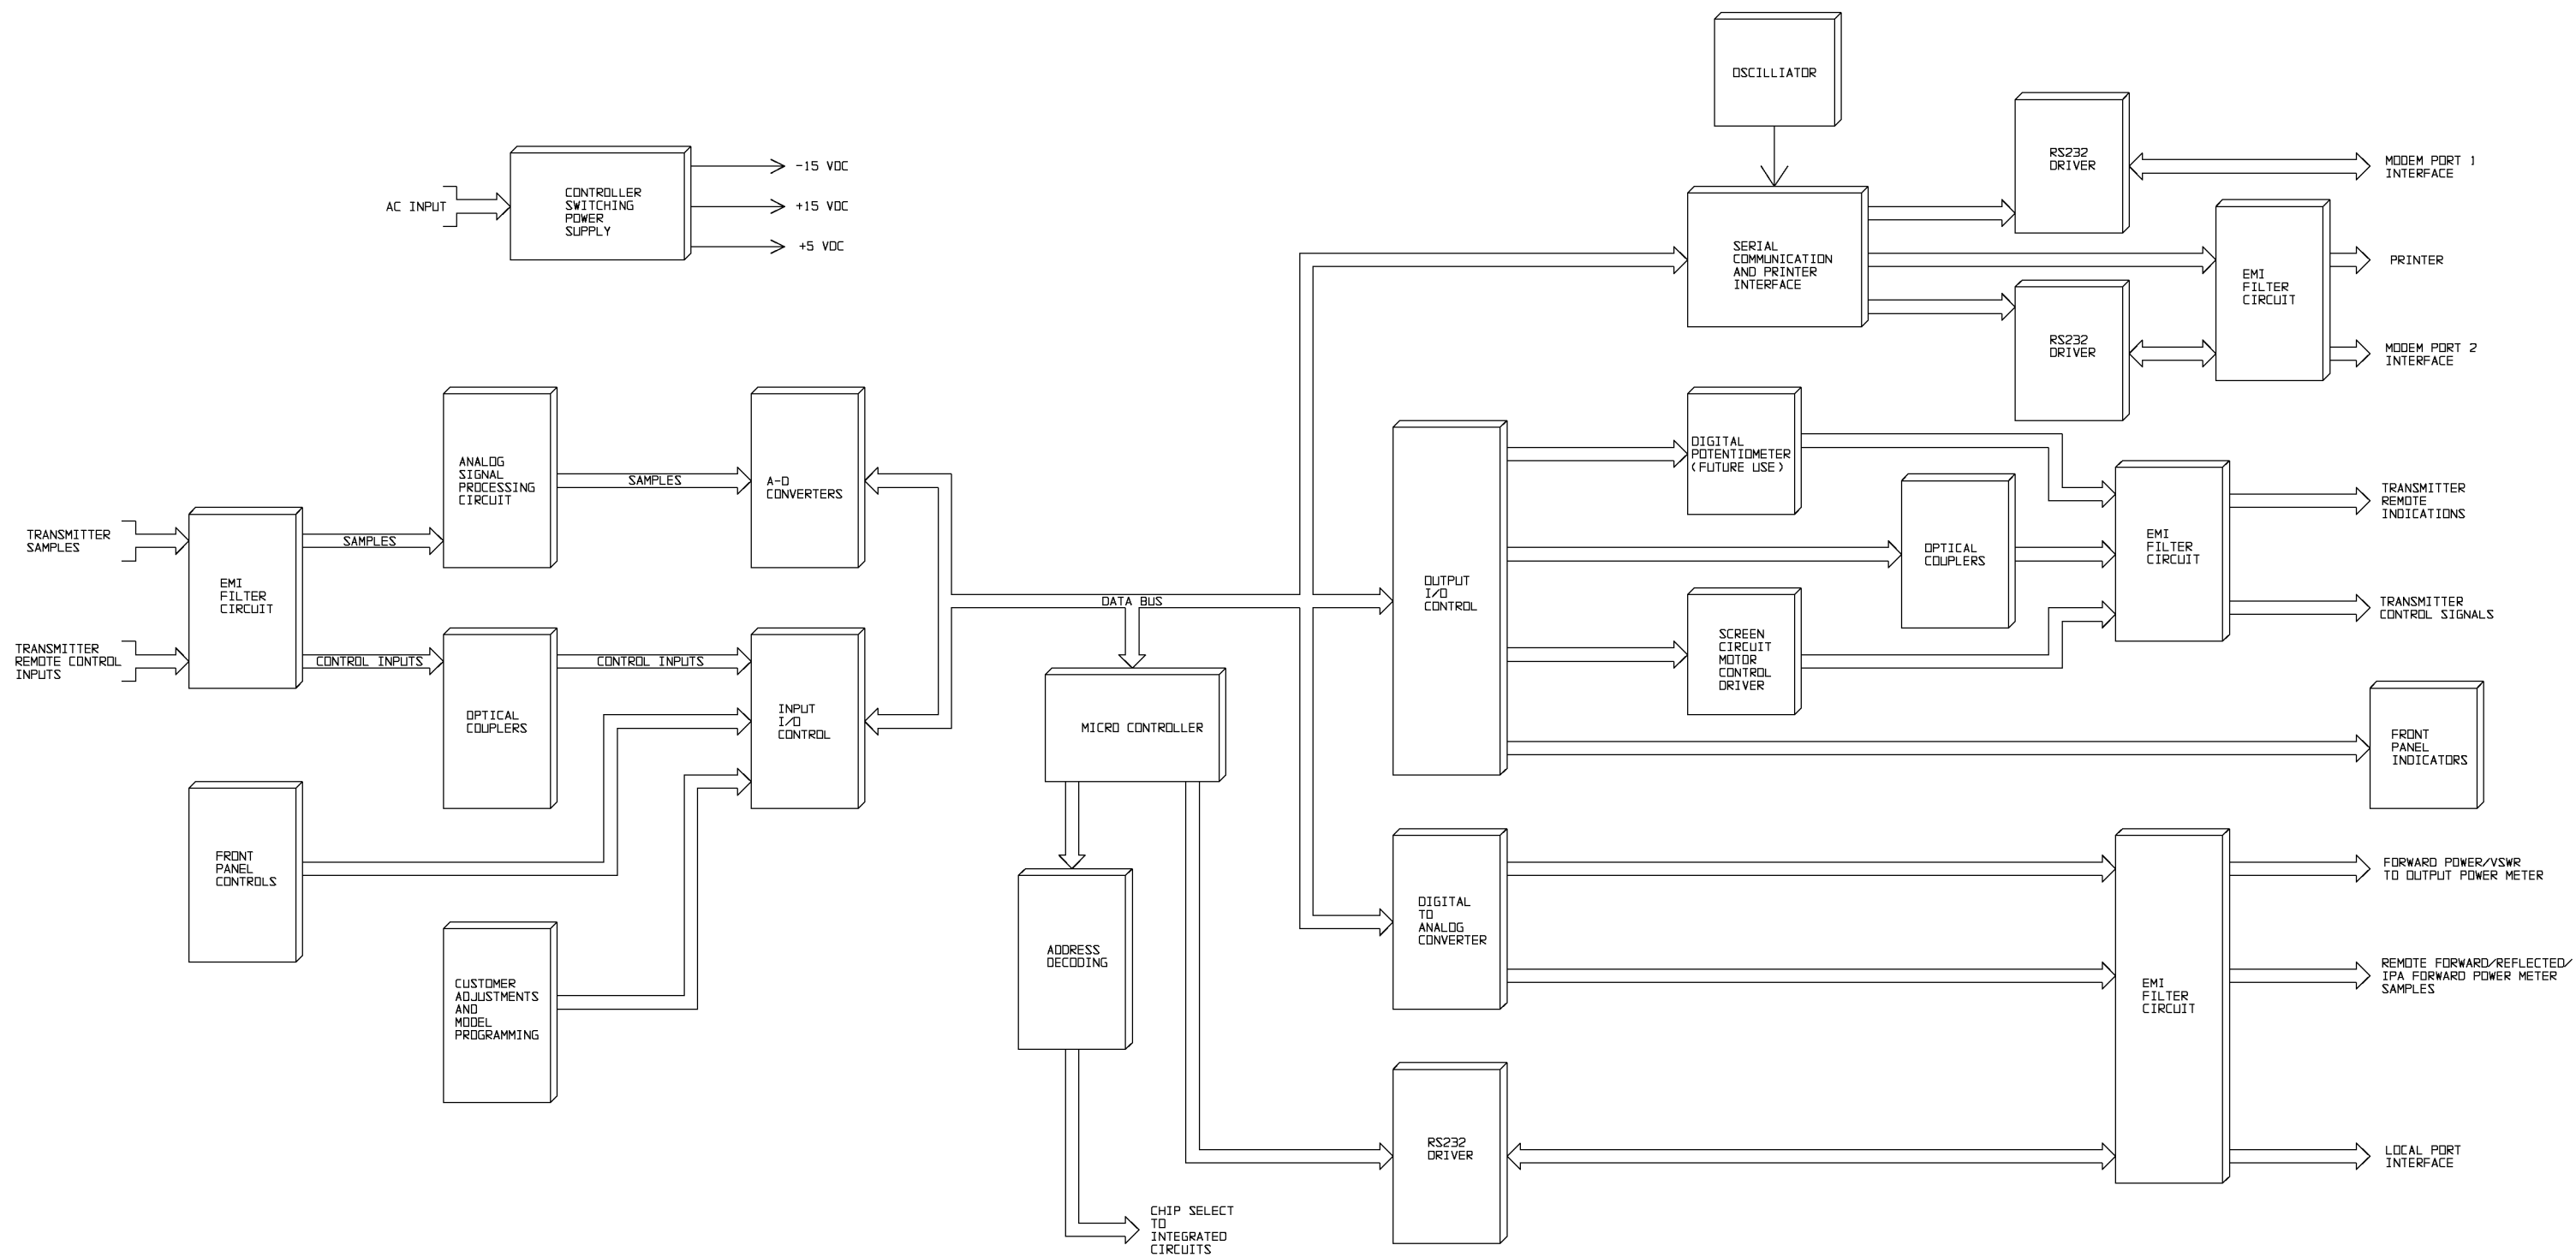 OSCILLIATOR
RS232
DRIVER
MODEM PORT 1
INTERFACE
-15 VDC
CONTROLLER
SWITCHING
POWER
SUPPLY
AC INPUT
+15 VDC
+5 VDC
SERIAL
COMMUNICATION
AND PRINTER
INTERFACE
EMI
FILTER
CIRCUIT
PRINTER
RS232
DRIVER
MODEM PORT 2
INTERFACE
ANALOG
SIGNAL
PROCESSING
CIRCUIT
SAMPLES
A-D
CONVERTERS
DIGITAL
POTENTIOMETER
(FUTURE USE)
TRANSMITTER
REMOTE
INDICATIONS
TRANSMITTER
SAMPLES
SAMPLES
EMI
FILTER
CIRCUIT
OPTICAL
COUPLERS
EMI
FILTER
CIRCUIT
OUTPUT
I/O
CONTROL
DATA BUS
TRANSMITTER
CONTROL SIGNALS
TRANSMITTER
REMOTE CONTROL
INPUTS
CONTROL INPUTS
CONTROL INPUTS
SCREEN
CIRCUIT
MOTOR
CONTROL
DRIVER
OPTICAL
COUPLERS
INPUT
I/O
CONTROL
MICRO CONTROLLER
FRONT
PANEL
INDICATORS
FRONT
PANEL
CONTROLS
FORWARD POWER/VSWR
TO OUTPUT POWER METER
DIGITAL
TO
ANALOG
CONVERTER
ADDRESS
DECODING
CUSTOMER
ADJUSTMENTS
AND
MODEL
PROGRAMMING
EMI
FILTER
CIRCUIT
REMOTE FORWARD/REFLECTED/
IPA FORWARD POWER METER
SAMPLES
RS232
DRIVER
LOCAL PORT
INTERFACE
CHIP SELECT
TO
INTEGRATED
CIRCUITS